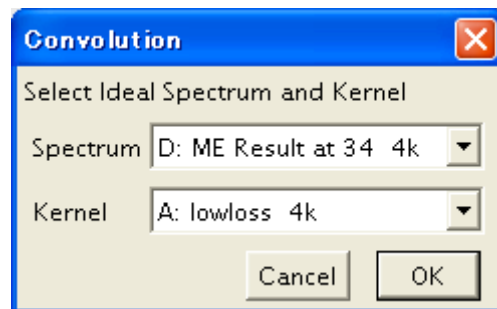 Convolution
Select Ideal Spectrum and Kernel
Spectrum D: ME Result at 34 4k
Kernel A: lowloss 4k
Cancel OK